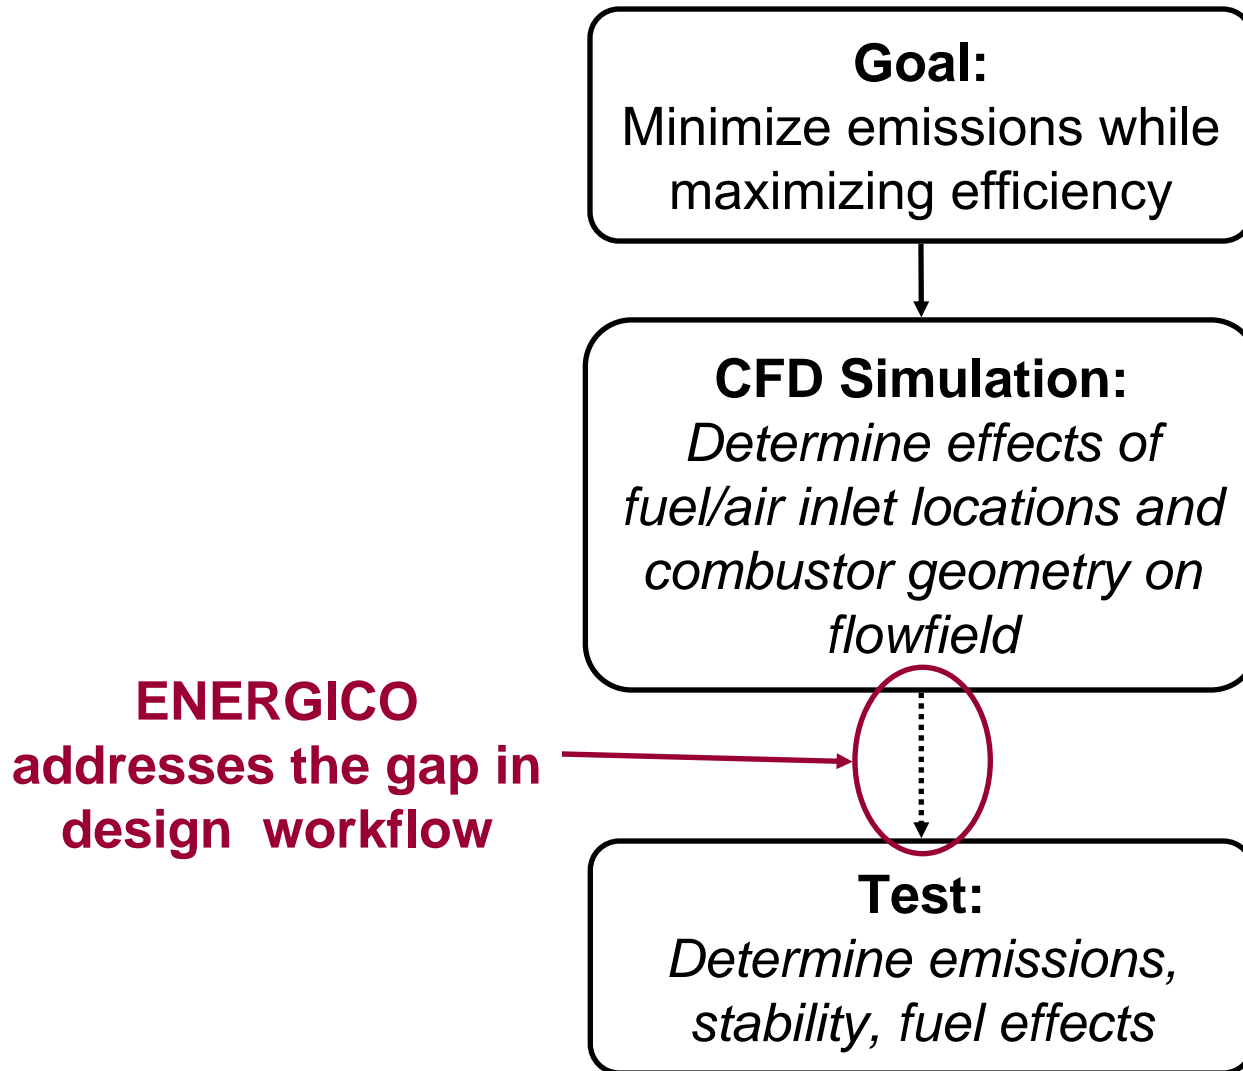 Goal:
Minimize emissions while
maximizing efficiency
CFD Simulation:
Determine effects of
fuel/air inlet locations and
combustor geometry on
flowfield
ENERGICO
addresses the gap in
design  workflow
Test:
Determine emissions,
stability, fuel effects